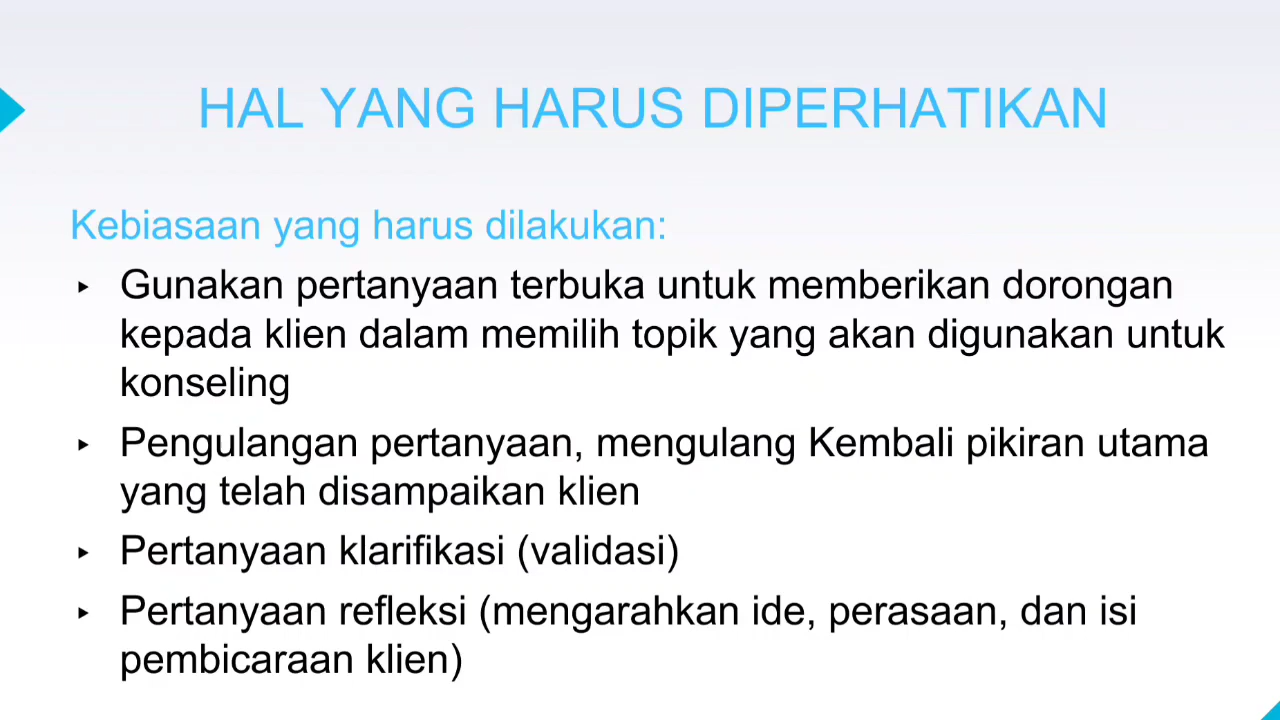 HAL YANG HARUS DIPERHATIKAN
Kebiasaan yang harus dilakukan:
‣ Gunakan pertanyaan terbuka untuk memberikan dorongan
kepada klien dalam memilih topik yang akan digunakan untuk
konseling
‣ Pengulangan pertanyaan, mengulang Kembali pikiran utama
yang telah disampaikan klien
‣ Pertanyaan klarifikasi (validasi)
‣ Pertanyaan refleksi (mengarahkan ide, perasaan, dan isi
pembicaraan klien)